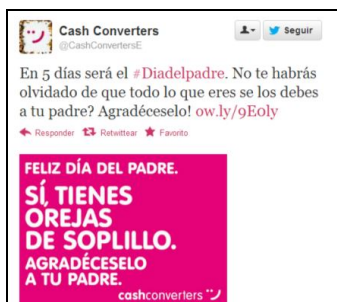 Cash Converters
@CashConvertersE
Seguir
En 5 días será el #Diadelpadre. No te habrás
olvidado de que todo lo que eres se los debes
a tu padre? Agradéceselo! ow.ly/9E0ly
Responder Retwittear Favorito
FELIZ DÍA DEL PADRE.
SÍ, TIENES
OREJAS
DE SOPLILLO.
AGRADÉCESELO
A TU PADRE.
cashconverters